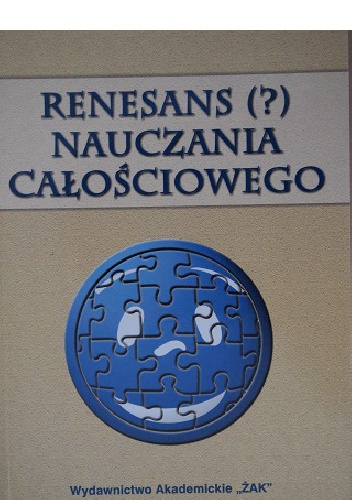 RENESANS (?)
NAUCZANIA
CAŁOŚCIOWEGO
Wydawnictwo Akademickie „ŻAK"